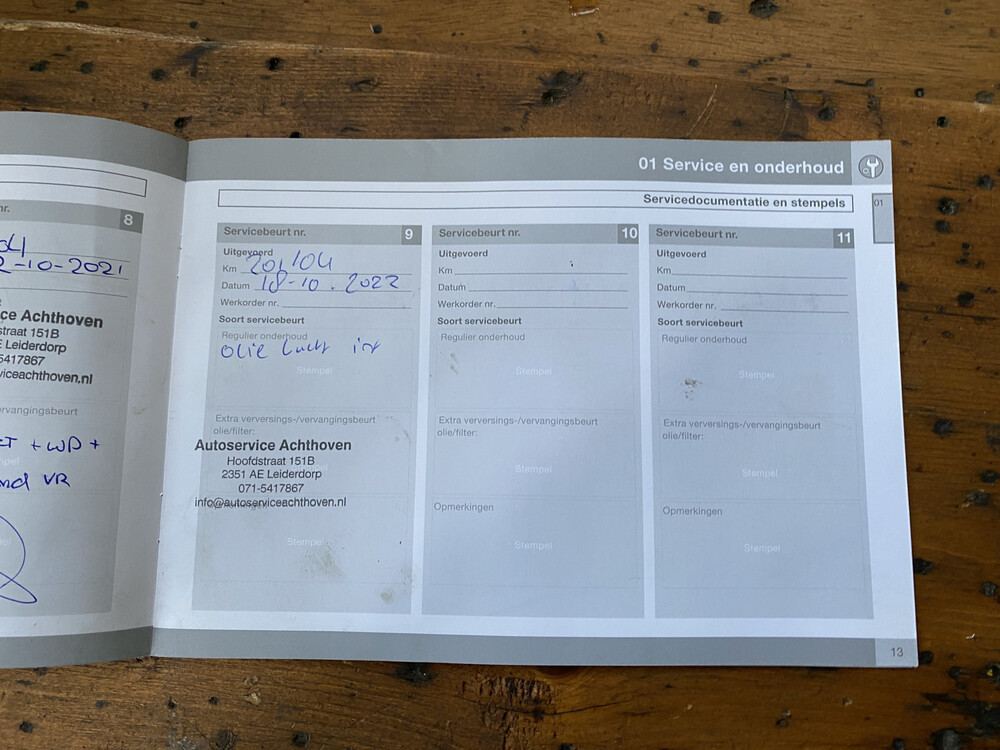 nr.
8
2-10-2021
ce Achthoven
straat 151B
E Leiderdorp
5417867
viceachthoven.nl
ervangingsbeurt
+ WP +
VR
01 Service en onderhoud
01
Servicedocumentatie en stempels
Servicebeurt nr. 9
Uitgevoerd
Km
Datum 18-10.2022
Werkorder nr.
Soort servicebeurt
Regulier onderhoud
olie lucht int
Stempel
Extra verversings-/vervangingsbeurt
olie/filter:
Autoservice Achthoven
Hoofdstraat 151B
2351 AE Leiderdorp
071-5417867
info@autoserviceachthoven.nl
Stempel
Servicebeurt nr. 10
Uitgevoerd
Km
Datum
Werkorder nr.
Soort servicebeurt
Regulier onderhoud
Stempel
Extra verversings-/vervangingsbeurt
olie/filter:
Stempel
Opmerkingen
Stempel
Servicebeurt nr. 11
Uitgevoerd
Km
Datum
Werkorder nr.
Soort servicebeurt
Regulier onderhoud
Stempel
Extra verversings-/vervangingsbeurt
olie/filter:
Stempel
Opmerkingen
Stempel
13